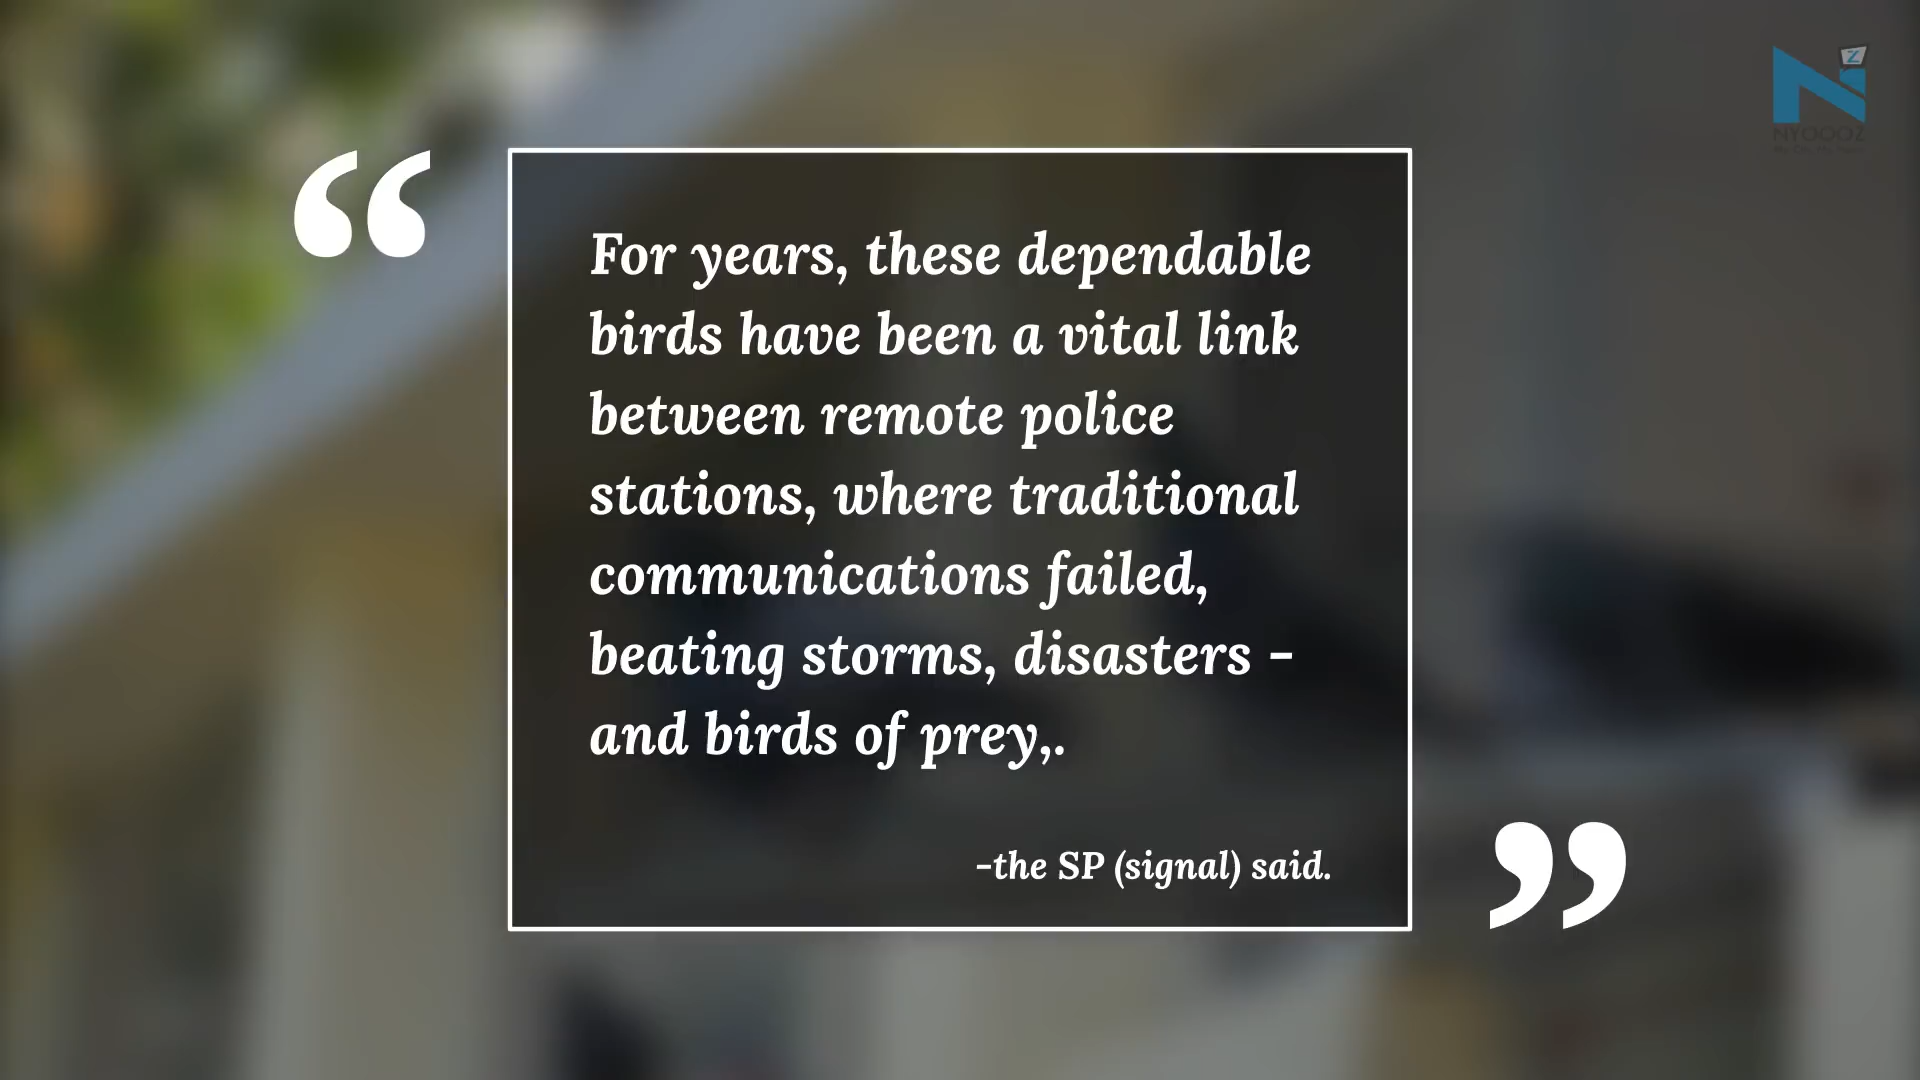 NYOOOZ
“
For years, these dependable
birds have been a vital link
between remote police
stations, where traditional
communications failed,
beating storms, disasters -
and birds of prey,.
-the SP (signal) said.
”